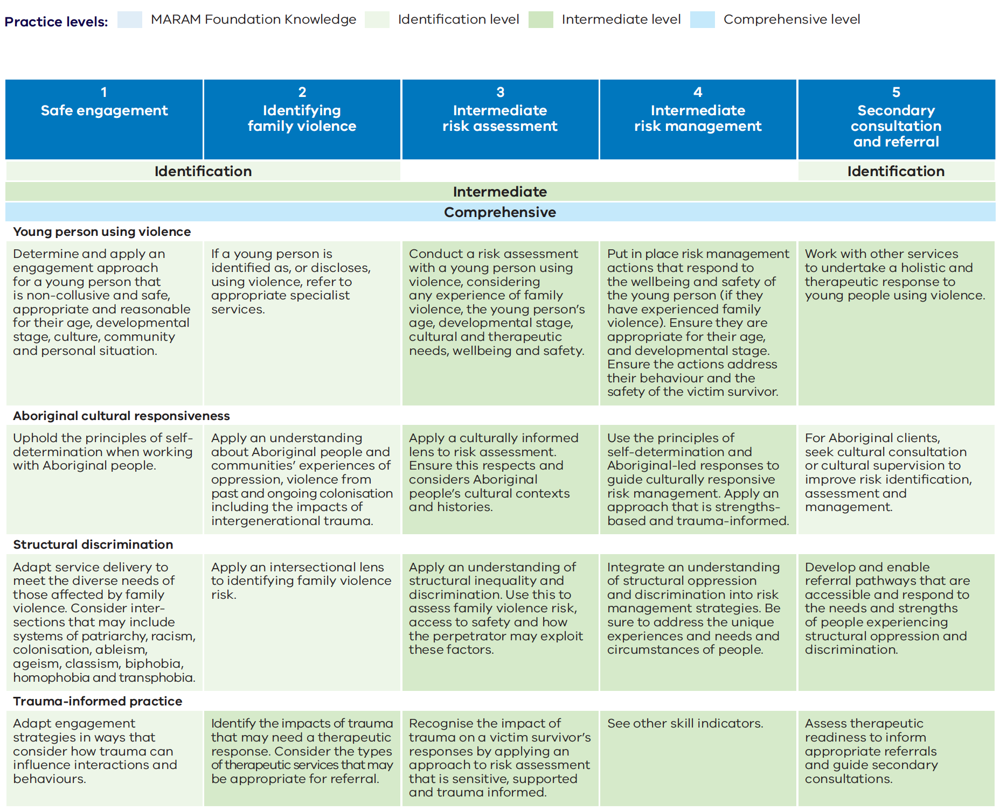 Practice levels: MARAM Foundation Knowledge Identification level Intermediate level Comprehensive level
1
Safe engagement
2
Identifying
family violence
3
Intermediate
risk assessment
4
Intermediate
risk management
5
Secondary
consultation
and referral
Identification
Identification
Intermediate
Comprehensive
Young person using violence
Determine and apply an
engagement approach
for a young person that
is non-collusive and safe,
appropriate and reasonable
for their age, developmental
stage, culture, community
and personal situation.
If a young person is
identified as, or discloses,
using violence, refer to
appropriate specialist
services.
Conduct a risk assessment
with a young person using
violence, considering
any experience of family
violence, the young person’s
age, developmental stage,
cultural and therapeutic
needs, wellbeing and safety.
Put in place risk management
actions that respond to
the wellbeing and safety of
the young person (if they
have experienced family
violence). Ensure they are
appropriate for their age,
and developmental stage.
Ensure the actions address
their behaviour and the
safety of the victim survivor.
Work with other services
to undertake a holistic and
therapeutic response to
young people using violence.
Aboriginal cultural responsiveness
Uphold the principles of self-
determination when working
with Aboriginal people.
Apply an understanding
about Aboriginal people and
communities’ experiences of
oppression, violence from
past and ongoing colonisation
including the impacts of
intergenerational trauma.
Apply a culturally informed
lens to risk assessment.
Ensure this respects and
considers Aboriginal
people’s cultural contexts
and histories.
Use the principles of
self-determination and
Aboriginal-led responses to
guide culturally responsive
risk management. Apply an
approach that is strengths-
based and trauma-informed.
For Aboriginal clients,
seek cultural consultation
or cultural supervision to
improve risk identification,
assessment and
management.
Structural discrimination
Adapt service delivery to
meet the diverse needs of
those affected by family
violence. Consider inter-
sections that may include
systems of patriarchy, racism,
colonisation, ableism,
ageism, classism, biphobia,
homophobia and transphobia.
Apply an intersectional lens
to identifying family violence
risk.
Apply an understanding of
structural inequality and
discrimination. Use this to
assess family violence risk,
access to safety and how
the perpetrator may exploit
these factors.
Integrate an understanding
of structural oppression
and discrimination into risk
management strategies. Be
sure to address the unique
experiences and needs and
circumstances of people.
Develop and enable
referral pathways that are
accessible and respond to
the needs and strengths
of people experiencing
structural oppression and
discrimination.
Trauma-informed practice
Adapt engagement
strategies in ways that
consider how trauma can
influence interactions and
behaviours.
Identify the impacts of trauma
that may need a therapeutic
response. Consider the types
of therapeutic services that may
be appropriate for referral.
Recognise the impact of
trauma on a victim survivor’s
responses by applying an
approach to risk assessment
that is sensitive, supported
and trauma informed.
See other skill indicators.
Assess therapeutic
readiness to inform
appropriate referrals
and guide secondary
consultations.